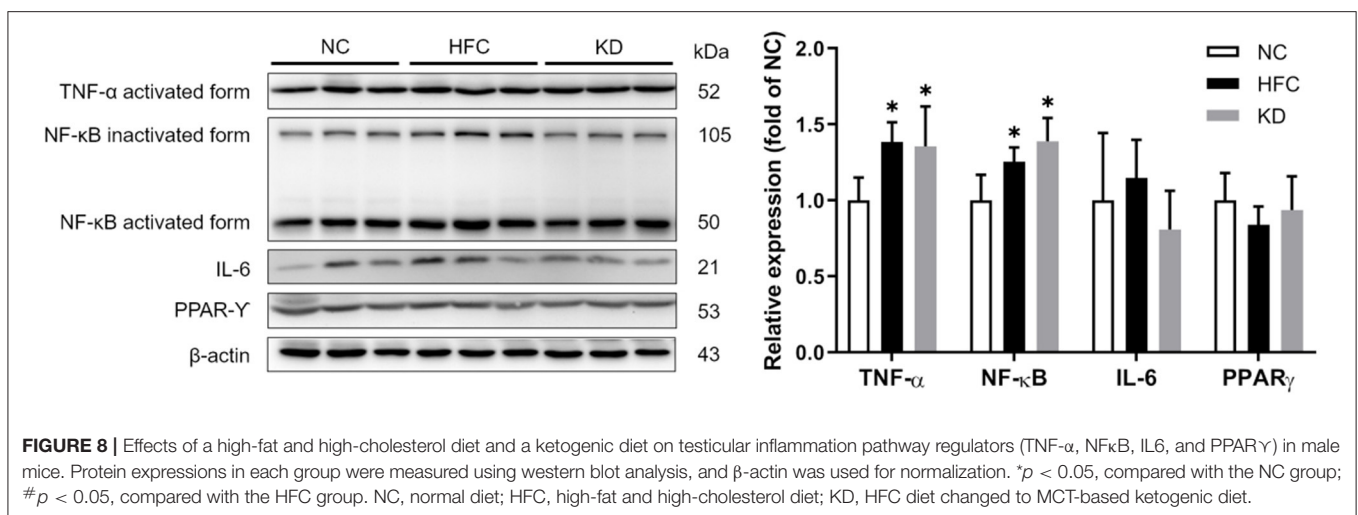 NC HFC KD kDa
TNF-α activated form 52
NF-κB inactivated form 105
NF-κB activated form 50
IL-6 21
PPAR-ϒ 53
β-actin 43
Relative expression (fold of NC)
2.0
1.5
1.0
0.5
0.0
* * * *
NC
HFC
KD
TNF-α NF-κB IL-6 PPARγ
FIGURE 8 | Effects of a high-fat and high-cholesterol diet and a ketogenic diet on testicular inflammation pathway regulators (TNF-α, NFκB, IL6, and PPARϒ) in male
mice. Protein expressions in each group were measured using western blot analysis, and β-actin was used for normalization. *p < 0.05, compared with the NC group;
#p < 0.05, compared with the HFC group. NC, normal diet; HFC, high-fat and high-cholesterol diet; KD, HFC diet changed to MCT-based ketogenic diet.